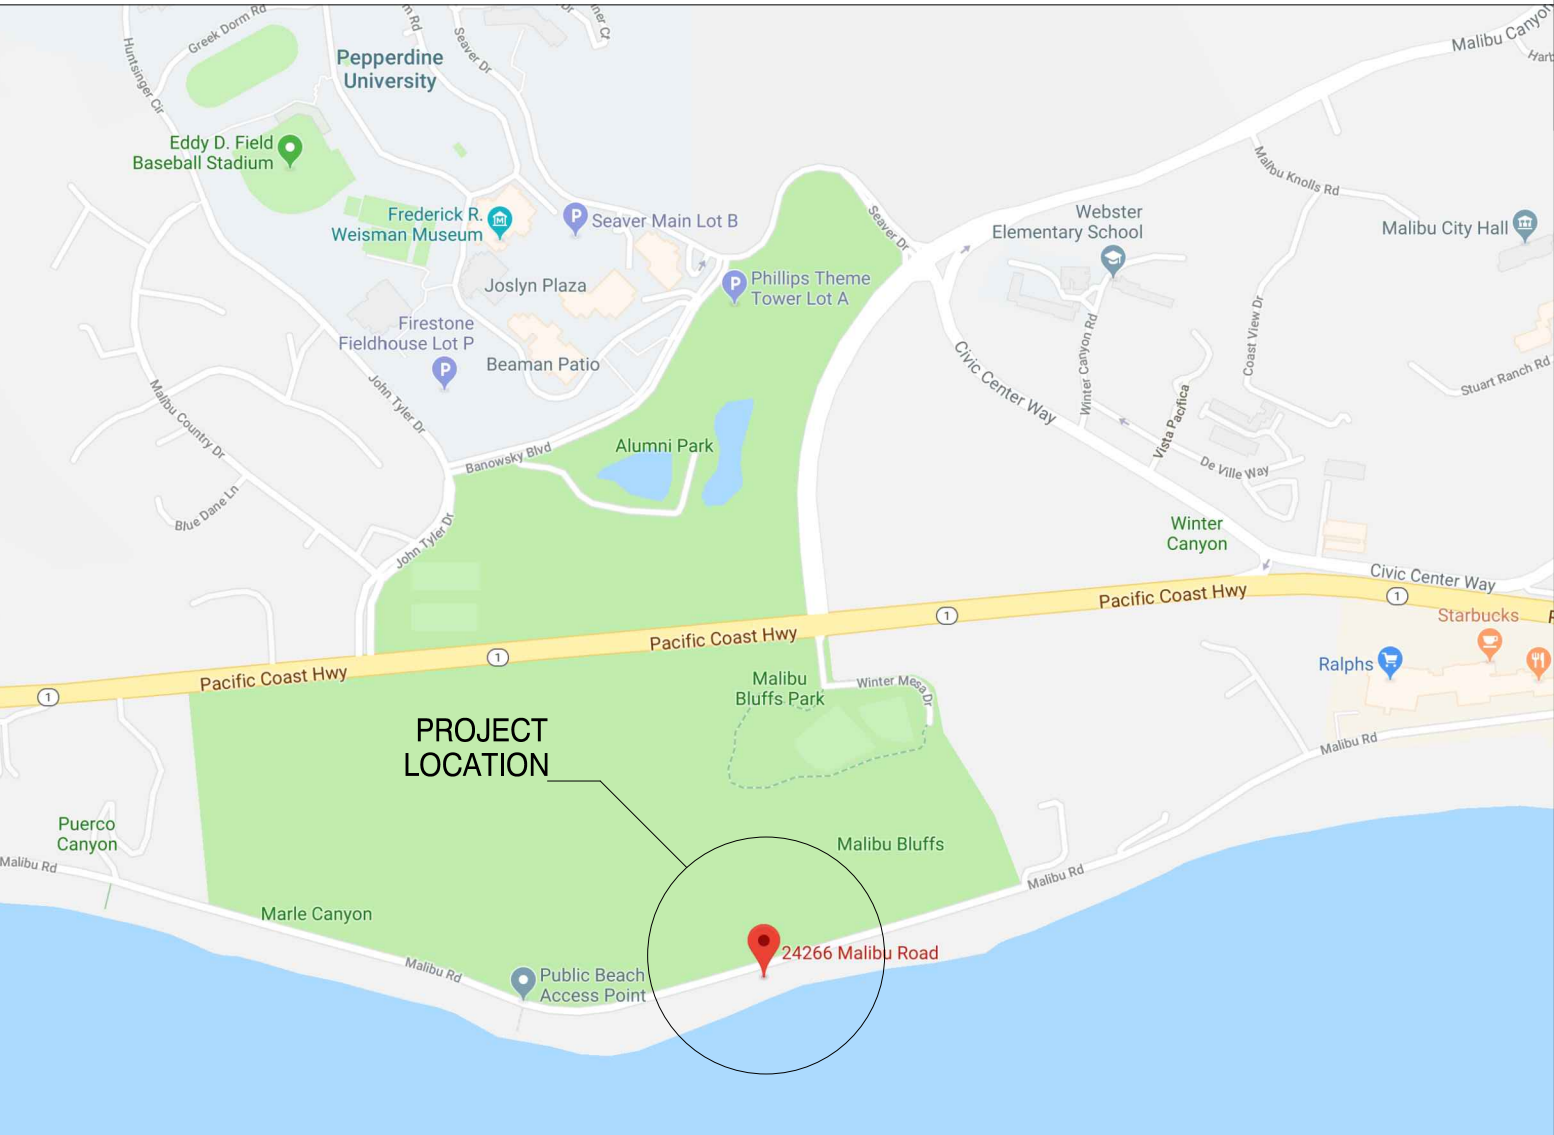 Greek Dorm Rd
m Rd
Seaver Dr
Dr
ner Ct
Huntsinger Cir
Pepperdine
University
Malibu Canyon
Harb
Eddy D. Field
Baseball Stadium
Malibu Knolls Rd
Frederick R.
Weisman Museum
Seaver Main Lot B
Seaver Dr
Webster
Elementary School
Malibu City Hall
Joslyn Plaza
Phillips Theme
Tower Lot A
Firestone
Fieldhouse Lot P
Beaman Patio
Civic Center Way
Winter Canyon Rd
Coast View Dr
Stuart Ranch Rd
Malibu Country Dr
John Tyler Dr
Vista Pacifica
Banowsky Blvd
Alumni Park
De Ville Way
Blue Dane Ln
John Tyler Dr
Winter
Canyon
Civic Center Way
Pacific Coast Hwy
1
1
Starbucks
Pacific Coast Hwy
P
1
Pacific Coast Hwy
1
Ralphs
Malibu
Bluffs Park
Winter Mesa Dr
PROJECT
LOCATION
Malibu Rd
Puerco
Canyon
Malibu Bluffs
Malibu Rd
Malibu Rd
Marle Canyon
24266 Malibu Road
Malibu Rd
Public Beach
Access Point